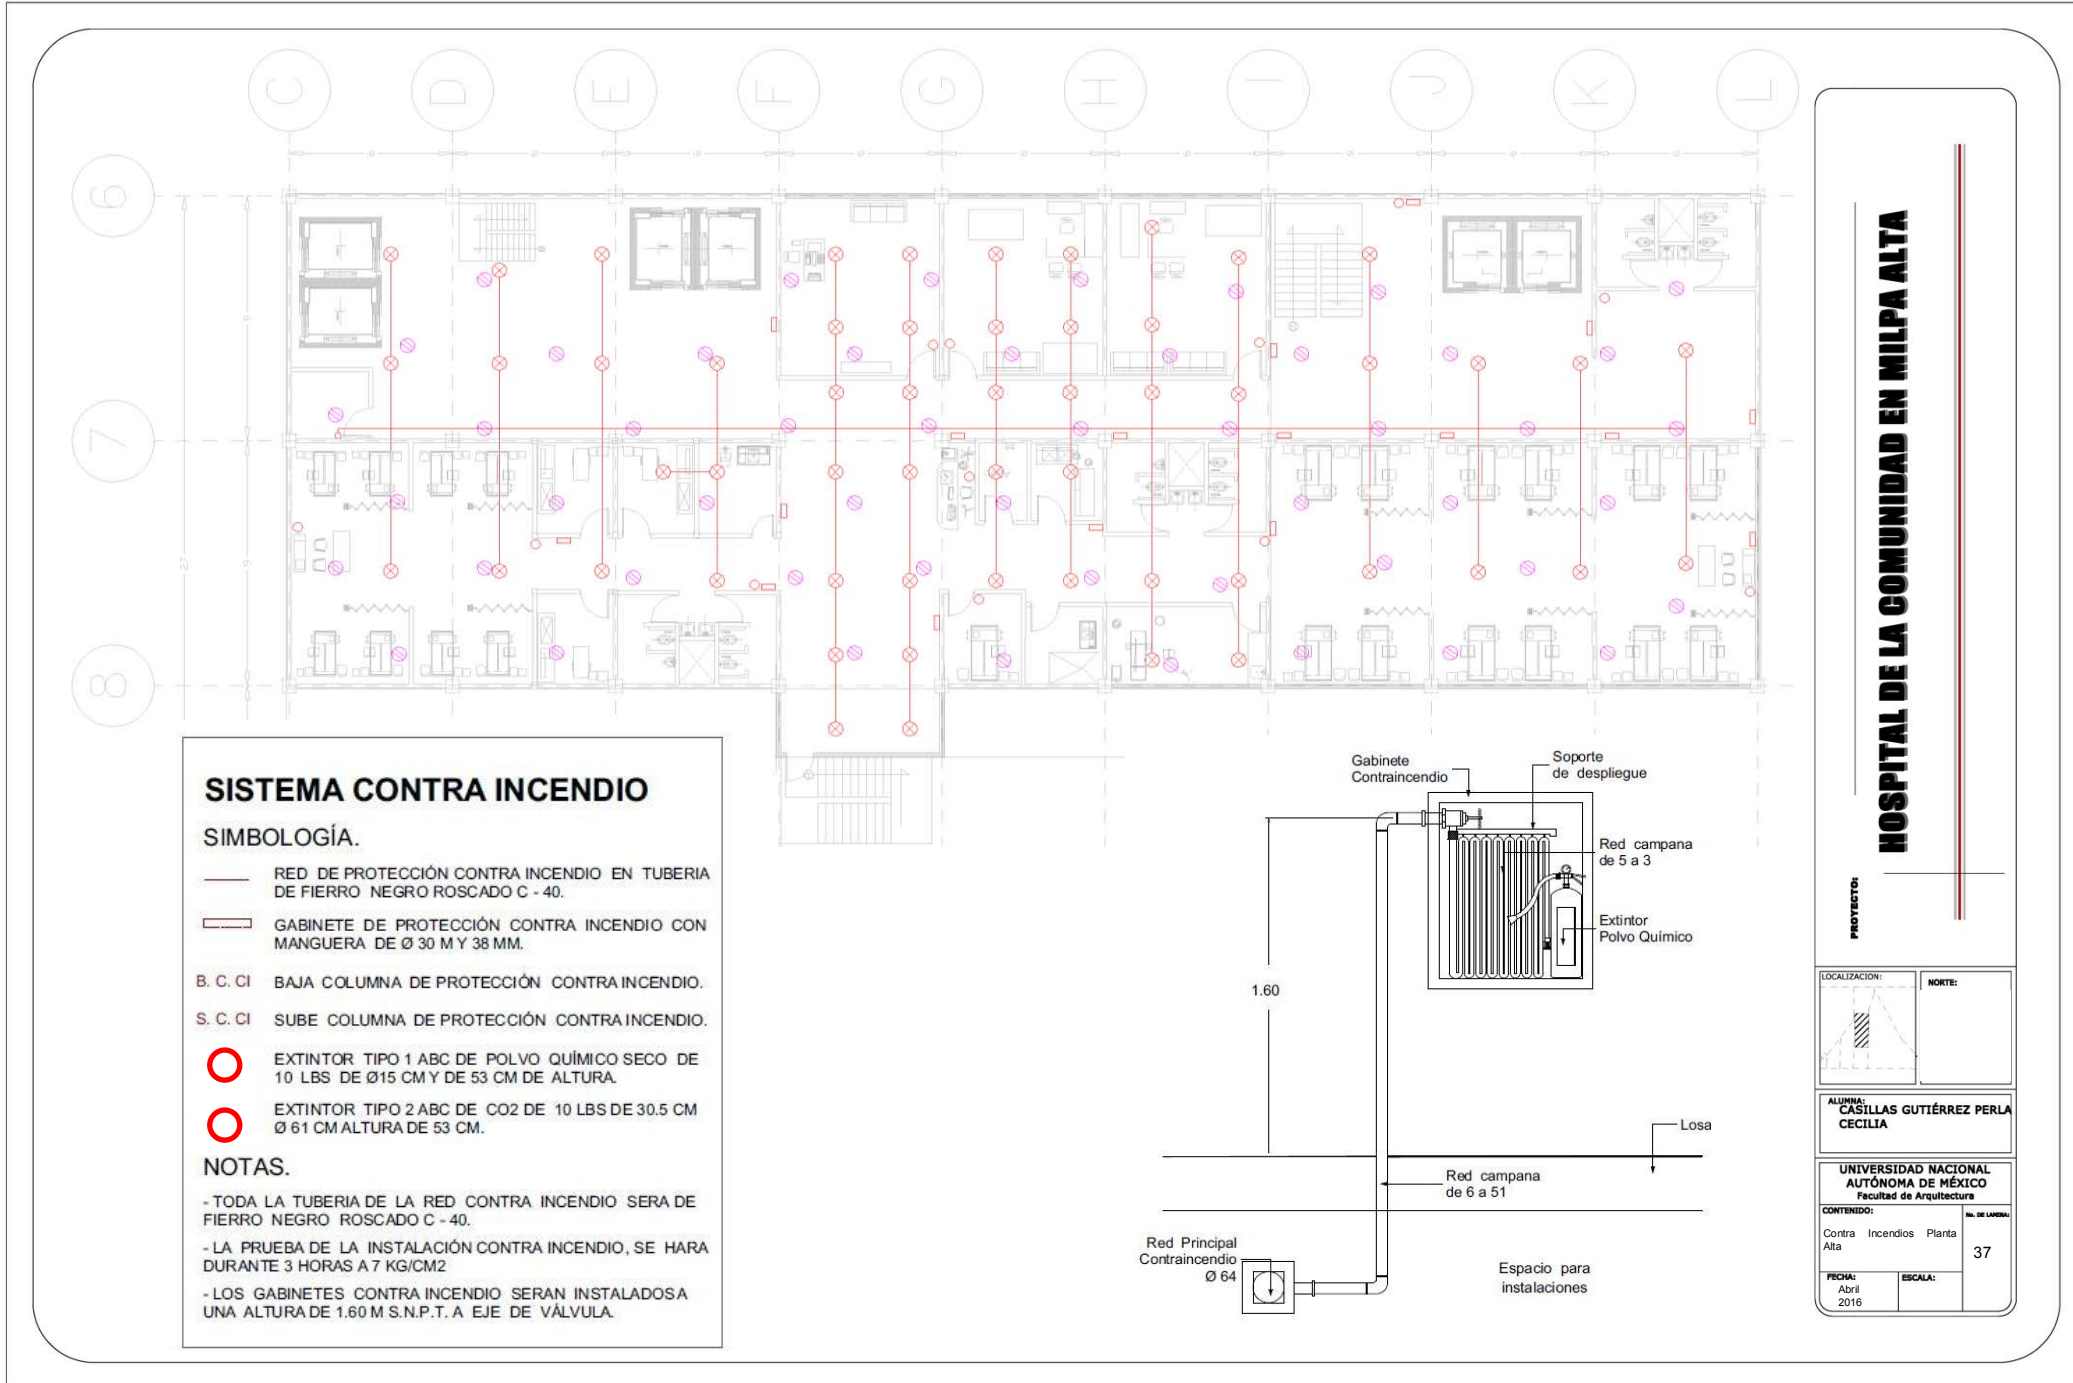 C
D
E
F
G
H
I
J
K
L
6
7
8
27
9
9
SISTEMA CONTRA INCENDIO
SIMBOLOGÍA.
RED DE PROTECCIÓN CONTRA INCENDIO EN TUBERIA
DE FIERRO NEGRO ROSCADO C - 40.
GABINETE DE PROTECCIÓN CONTRA INCENDIO CON
MANGUERA DE Ø 30 M Y 38 MM.
B. C. CI BAJA COLUMNA DE PROTECCIÓN CONTRA INCENDIO.
S. C. CI SUBE COLUMNA DE PROTECCIÓN CONTRA INCENDIO.
EXTINTOR TIPO 1 ABC DE POLVO QUÍMICO SECO DE
10 LBS DE Ø15 CM Y DE 53 CM DE ALTURA.
EXTINTOR TIPO 2 ABC DE CO2 DE 10 LBS DE 30.5 CM
Ø 61 CM ALTURA DE 53 CM.
NOTAS.
- TODA LA TUBERIA DE LA RED CONTRA INCENDIO SERA DE
FIERRO NEGRO ROSCADO C - 40.
- LA PRUEBA DE LA INSTALACIÓN CONTRA INCENDIO, SE HARA
DURANTE 3 HORAS A 7 KG/CM2
- LOS GABINETES CONTRA INCENDIO SERAN INSTALADOS A
UNA ALTURA DE 1.60 M S.N.P.T. A EJE DE VÁLVULA.
Gabinete
Contraincendio
Soporte
de despliegue
Red campana
de 5 a 3
Extintor
Polvo Químico
1.60
Losa
Red campana
de 6 a 51
Red Principal
Contraincendio
Ø 64
Espacio para
instalaciones
PROYECTO:
HOSPITAL DE LA COMUNIDAD EN MILPA ALTA
LOCALIZACION:
NORTE:
ALUMNA:
CASILLAS GUTIÉRREZ PERLA
CECILIA
UNIVERSIDAD NACIONAL
AUTÓNOMA DE MÉXICO
Facultad de Arquitectura
CONTENIDO:
Contra Incendios Planta
Alta
No. DE LAMINA:
37
FECHA:
Abril
2016
ESCALA: